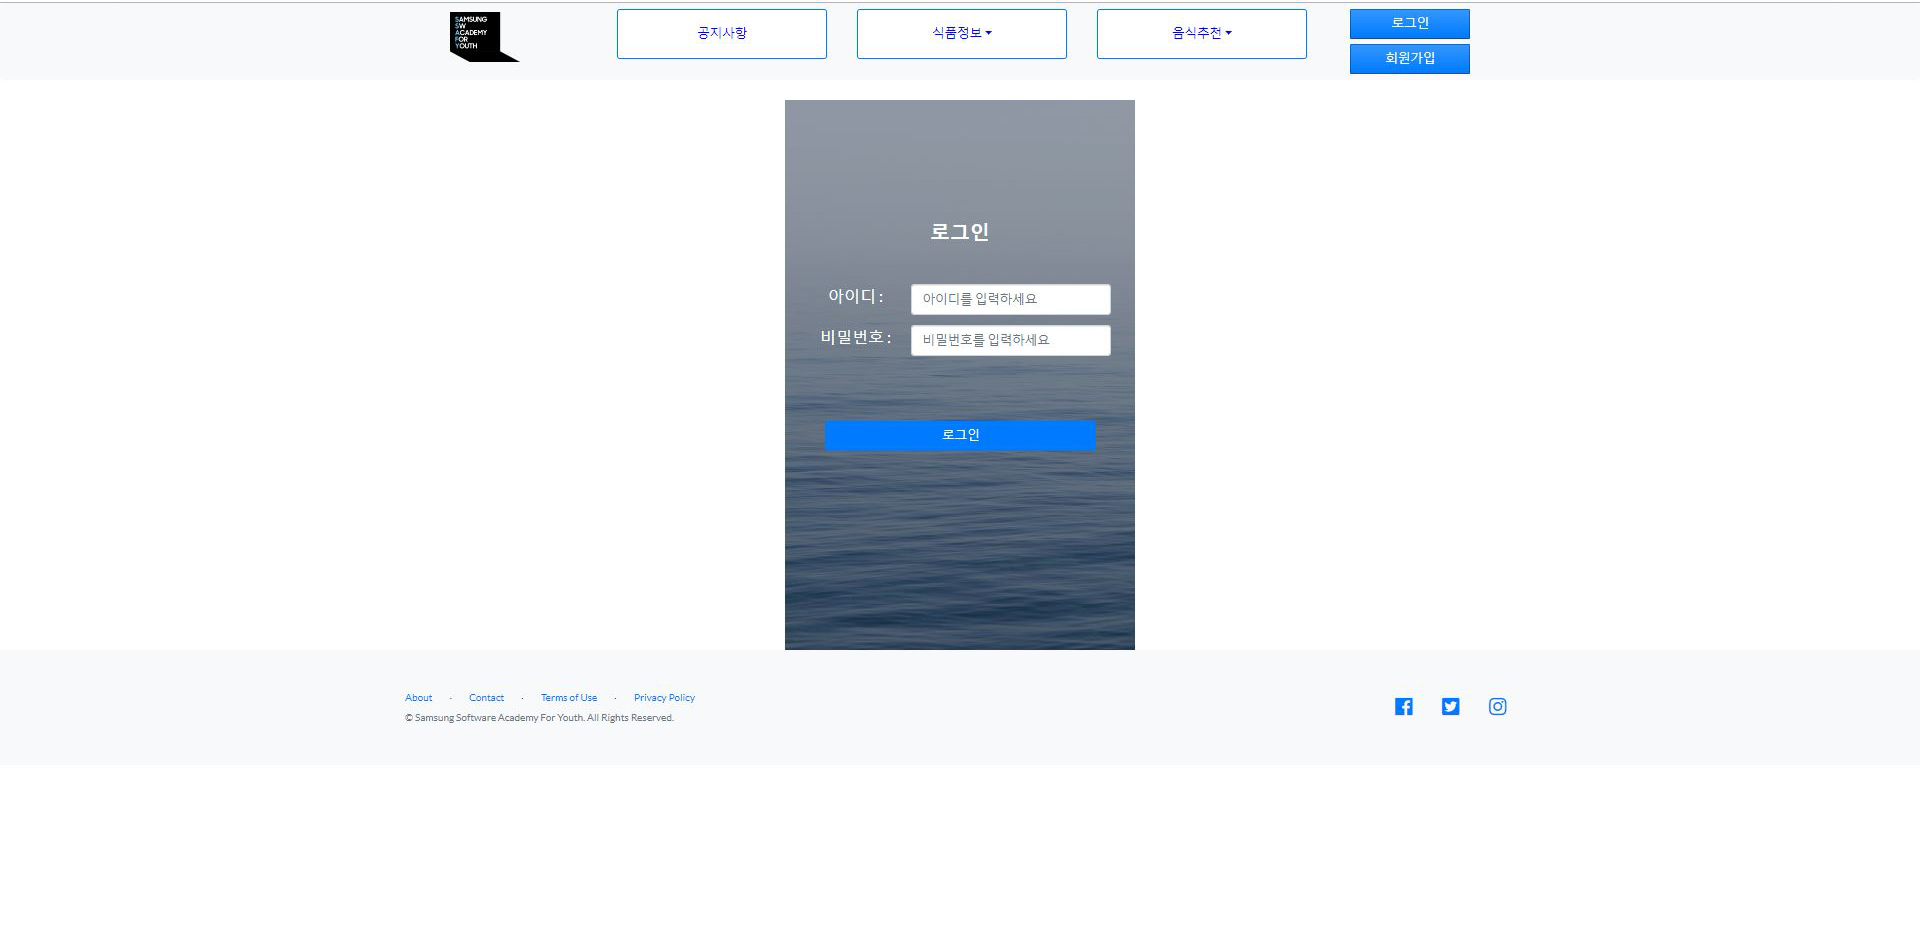 SAMSUNG
SW
ACADEMY
FOR
YOUTH
공지사항
식품정보
음식추천
로그인
회원가입
로그인
아이디 :
아이디를 입력하세요
비밀번호 :
비밀번호를 입력하세요
로그인
About · Contact · Terms of Use · Privacy Policy
© Samsung Software Academy For Youth. All Rights Reserved.